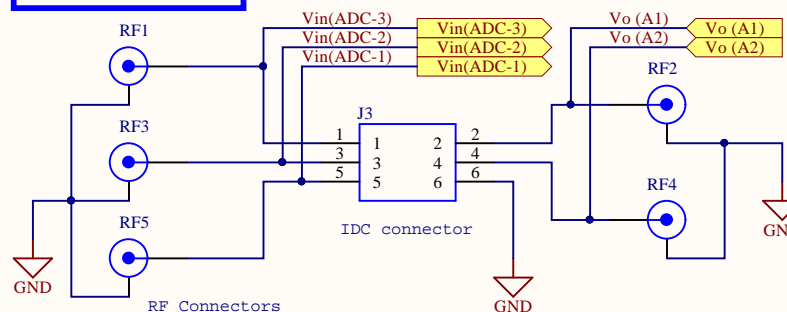 Vin(ADC-3) Vin(ADC-3) Vo (A1) Vo (A1)
RF1 Vin(ADC-2) Vin(ADC-2) Vo (A2) Vo (A2)
Vin(ADC-1) Vin(ADC-1) RF2
J3
RF3 1 1 2 2
3 3 4 4
5 5 6 6 RF4
RF5 IDC connector GN
GND RF Connectors GND